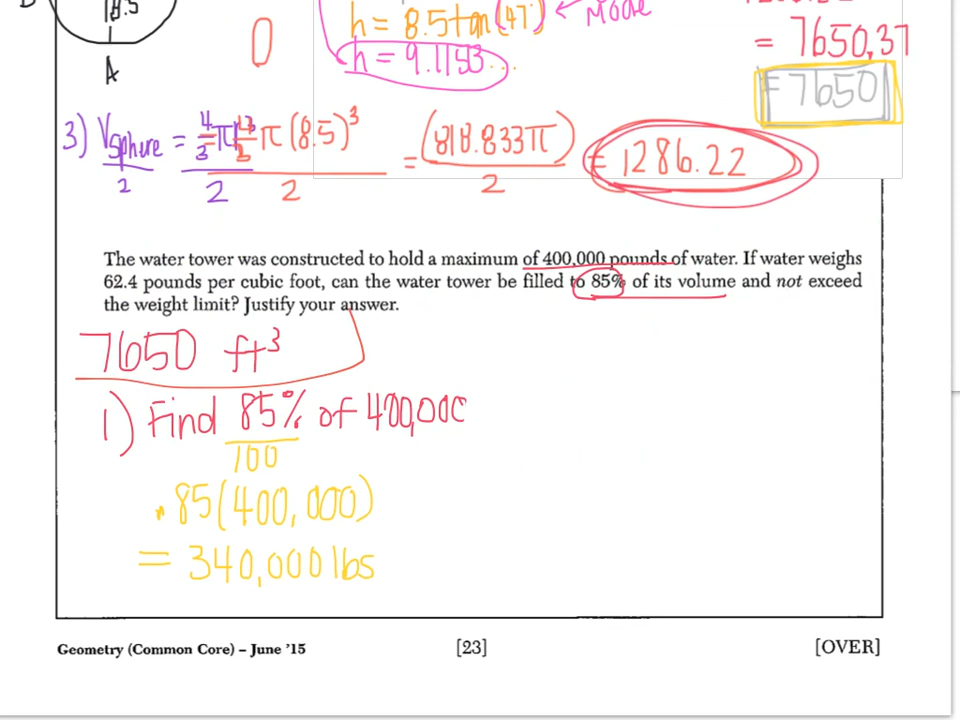 18.5
A
0
h = 8.5tan(47) ← Mode
h = 9.1153...
= 7650.37
= 7650
3) VSphere/2 = 4/3 π r3/2 = π(8.5)3/2 = (818.833π)/2 = 1286.22
The water tower was constructed to hold a maximum of 400,000 pounds of water. If water weighs
62.4 pounds per cubic foot, can the water tower be filled to 85% of its volume and not exceed
the weight limit? Justify your answer.
7650 ft3
1) Find 85% of 400,000
100
.85(400,000)
= 340,000 lbs
Geometry (Common Core) – June '15 [23] [OVER]